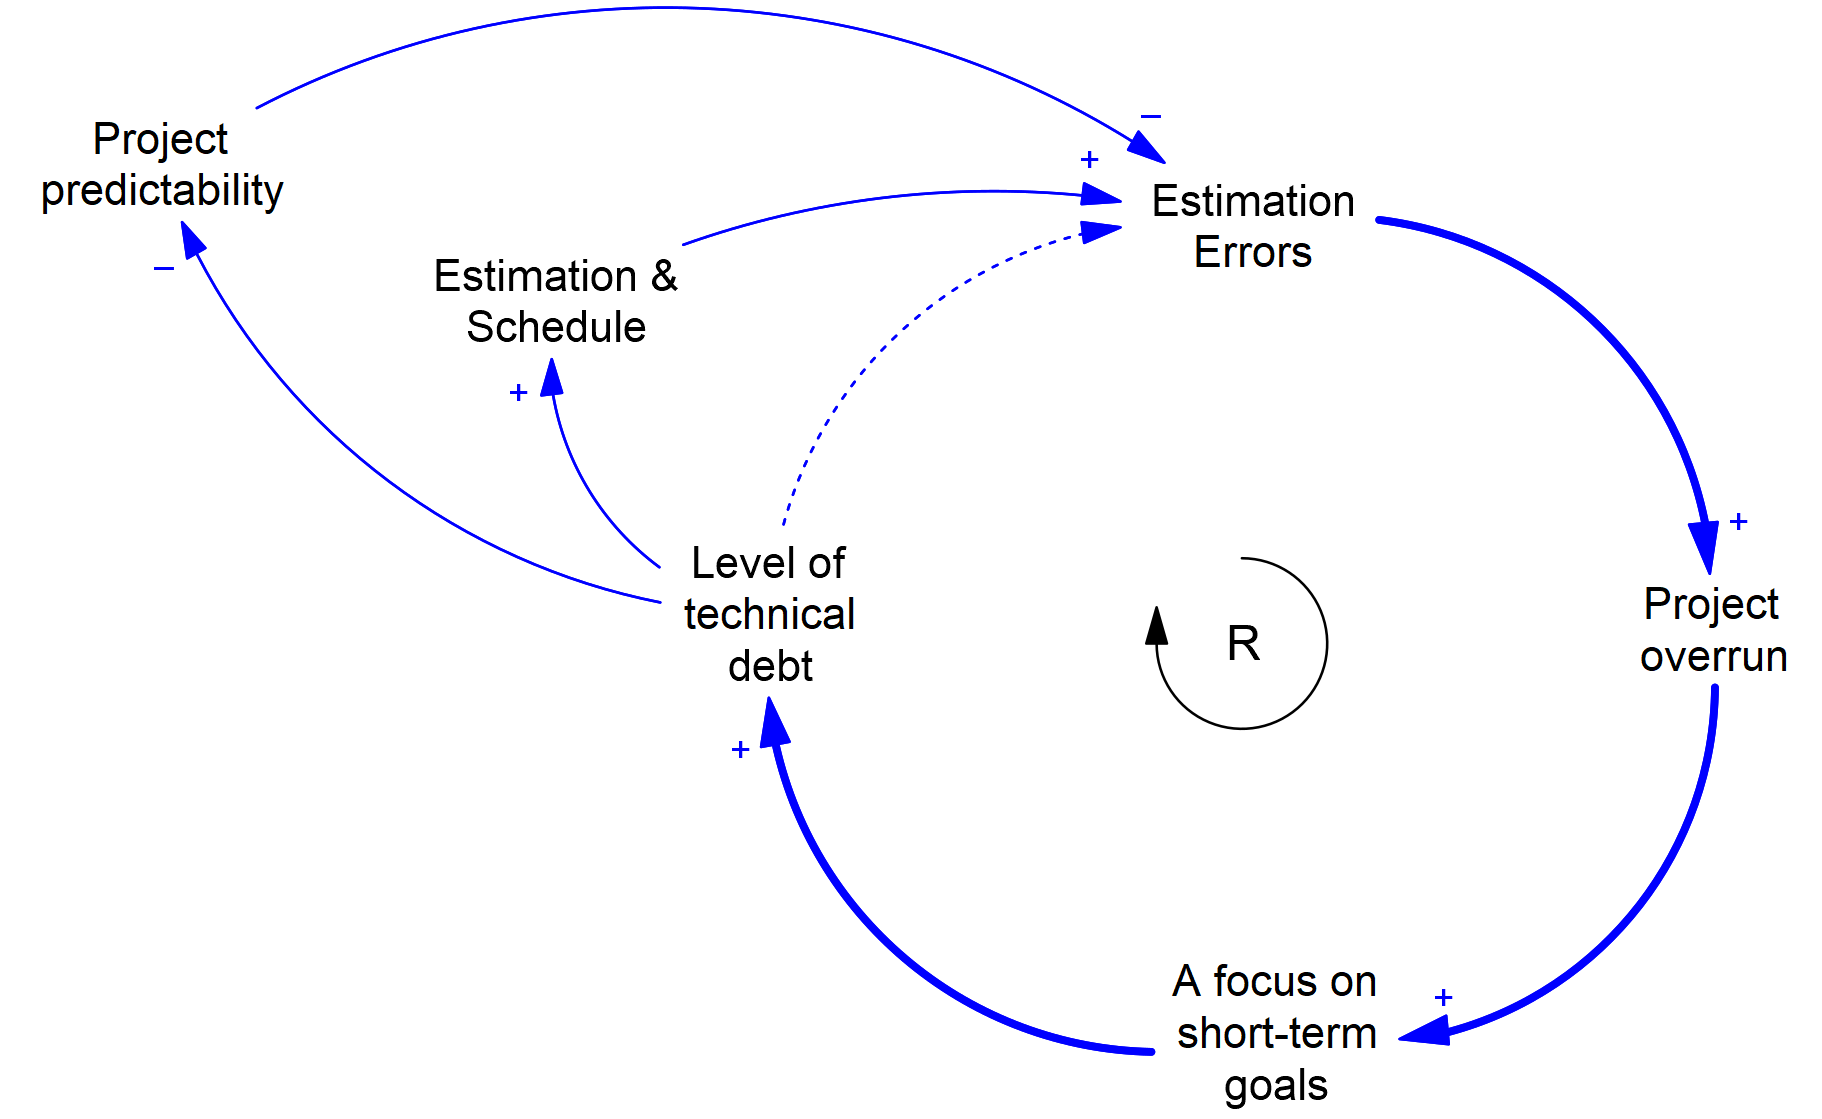 Project
predictability
Estimation &
Schedule
Estimation
Errors
Level of
technical
debt
R
Project
overrun
A focus on
short-term
goals
–
+
–
+
+
+
+